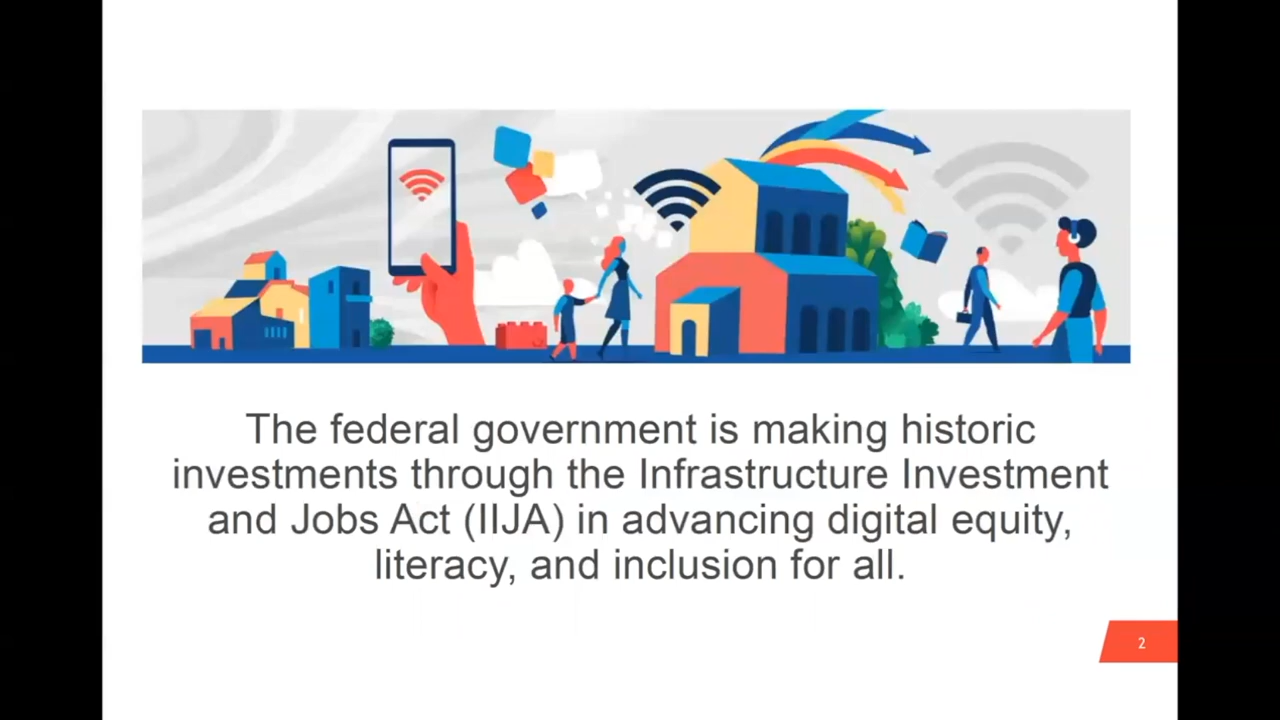 The federal government is making historic
investments through the Infrastructure Investment
and Jobs Act (IIJA) in advancing digital equity,
literacy, and inclusion for all.
2